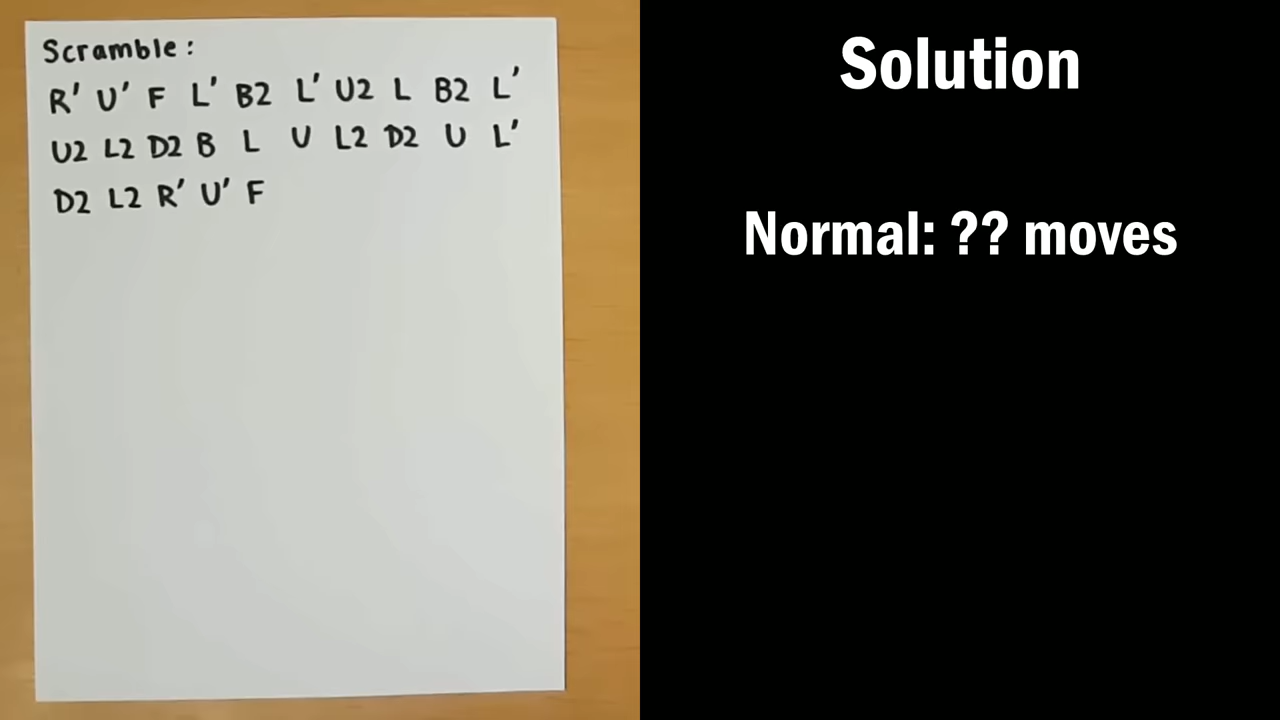 Scramble:
R' U' F L' B2 L' U2 L B2 L'
U2 L2 D2 B L U L2 D2 U L'
D2 L2 R' U' F
Solution
Normal: ?? moves